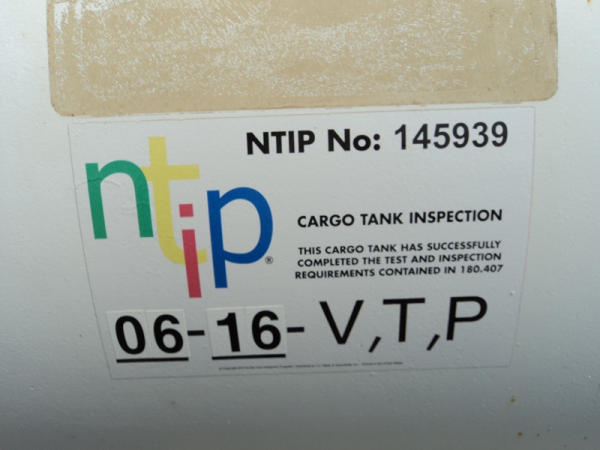 NTIP No: 145939
ntip®
CARGO TANK INSPECTION
THIS CARGO TANK HAS SUCCESSFULLY
COMPLETED THE TEST AND INSPECTION
REQUIREMENTS CONTAINED IN 180.407
06-16-V,T,P